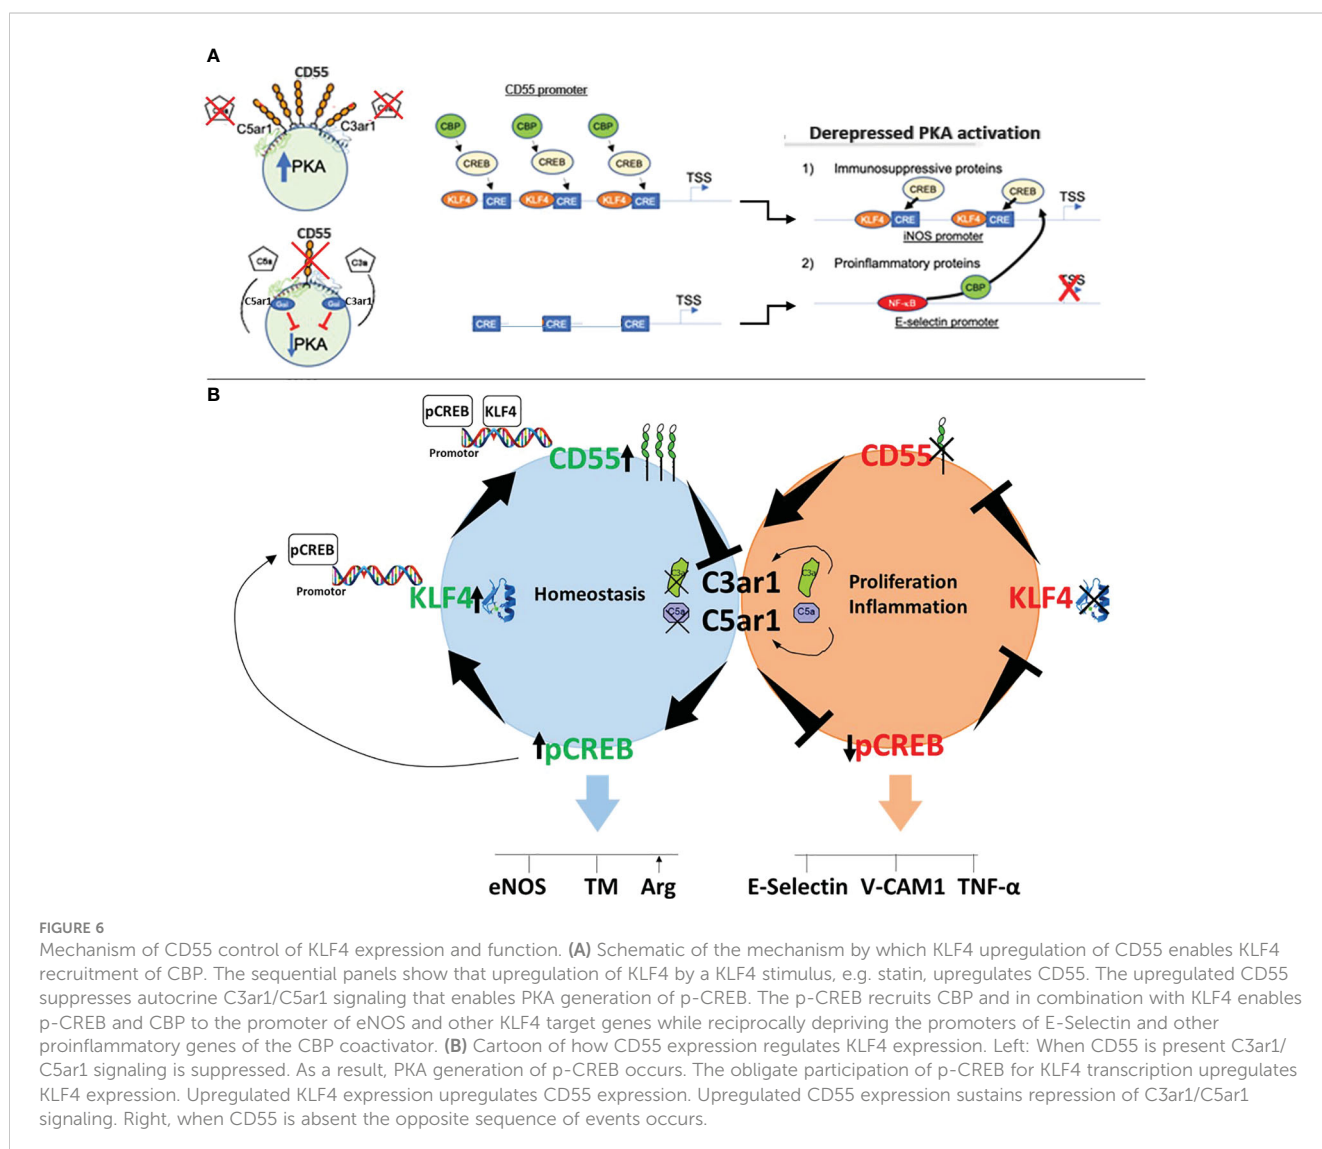 A
CD55
C5ar1
C3ar1
PKA
CD55 promoter
CBP
CBP
CBP
CREB
CREB
CREB
TSS
KLF4
CRE
KLF4
CRE
KLF4
CRE
Derepressed PKA activation
1) Immunosuppressive proteins
CREB
CREB
TSS
KLF4
CRE
KLF4
CRE
iNOS promoter
CD55
C5a
C3a
C5ar1
C3ar1
Gαi
Gαi
PKA
TSS
CRE
CRE
CRE
2) Proinflammatory proteins
CBP
TSS
NF-κB
E-selectin promoter
B
pCREB
KLF4
Promotor
CD55
CD55
pCREB
Promotor
KLF4
Homeostasis
C3a
C3ar1
C3a
Proliferation
Inflammation
C5a
C5ar1
C5a
KLF4
pCREB
pCREB
eNOS
TM
Arg
E-Selectin
V-CAM1
TNF-α
FIGURE 6
Mechanism of CD55 control of KLF4 expression and function. (A) Schematic of the mechanism by which KLF4 upregulation of CD55 enables KLF4
recruitment of CBP. The sequential panels show that upregulation of KLF4 by a KLF4 stimulus, e.g. statin, upregulates CD55. The upregulated CD55
suppresses autocrine C3ar1/C5ar1 signaling that enables PKA generation of p-CREB. The p-CREB recruits CBP and in combination with KLF4 enables
p-CREB and CBP to the promoter of eNOS and other KLF4 target genes while reciprocally depriving the promoters of E-Selectin and other
proinflammatory genes of the CBP coactivator. (B) Cartoon of how CD55 expression regulates KLF4 expression. Left: When CD55 is present C3ar1/
C5ar1 signaling is suppressed. As a result, PKA generation of p-CREB occurs. The obligate participation of p-CREB for KLF4 transcription upregulates
KLF4 expression. Upregulated KLF4 expression upregulates CD55 expression. Upregulated CD55 expression sustains repression of C3ar1/C5ar1
signaling. Right, when CD55 is absent the opposite sequence of events occurs.